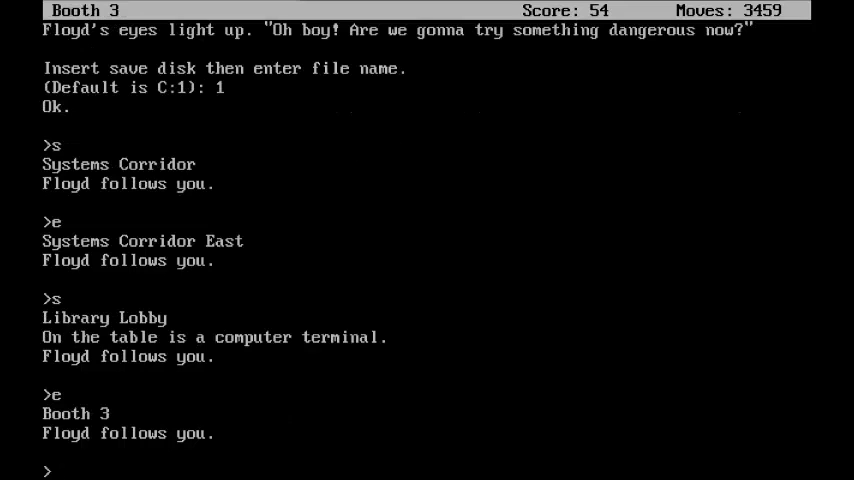 Booth 3 Score: 54 Moves: 3459
Floyd's eyes light up. "Oh boy! Are we gonna try something dangerous now?"
Insert save disk then enter file name.
(Default is C:1): 1
Ok.
>s
Systems Corridor
Floyd follows you.
>e
Systems Corridor East
Floyd follows you.
>s
Library Lobby
On the table is a computer terminal.
Floyd follows you.
>e
Booth 3
Floyd follows you.
>